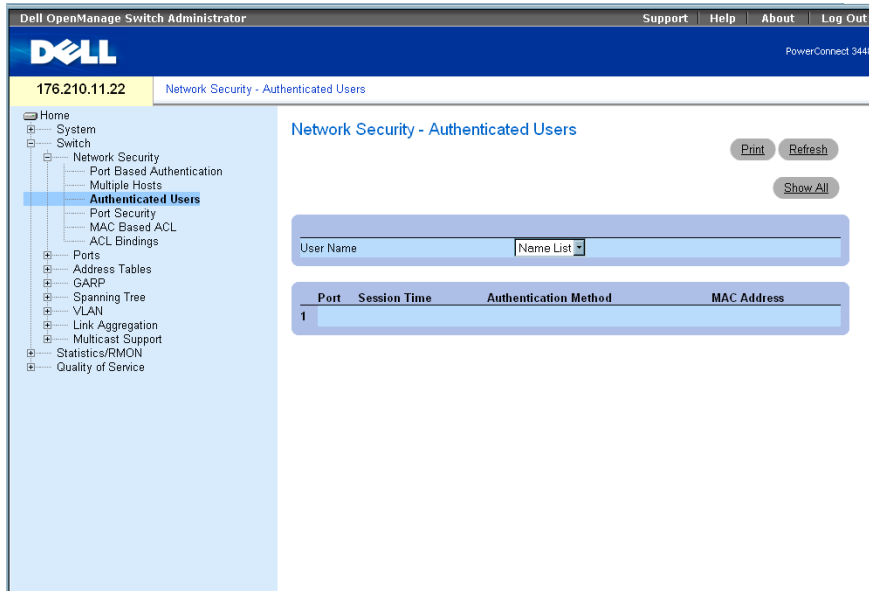 Dell OpenManage Switch Administrator Support Help About Log Out
DELL
PowerConnect 3448
176.210.11.22 Network Security - Authenticated Users
Home
System
Switch
Network Security
Port Based Authentication
Multiple Hosts
Authenticated Users
Port Security
MAC Based ACL
ACL Bindings
Ports
Address Tables
GARP
Spanning Tree
VLAN
Link Aggregation
Multicast Support
Statistics/RMON
Quality of Service
Network Security - Authenticated Users
Print Refresh
Show All
User Name Name List
Port Session Time Authentication Method MAC Address
1